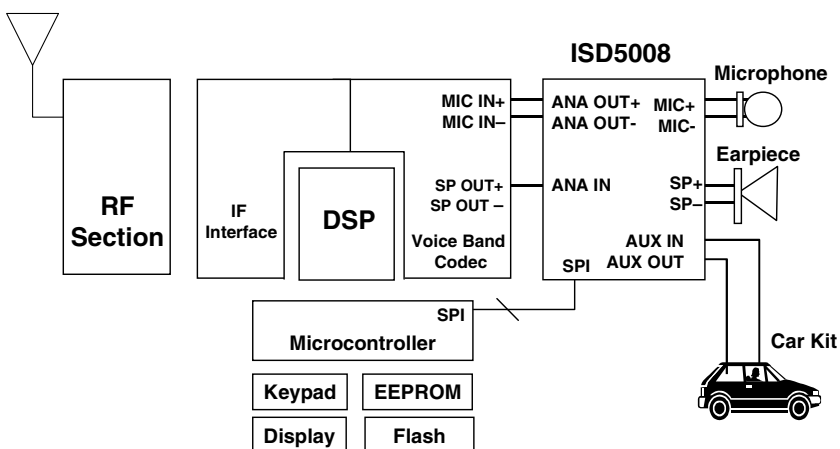 ISD5008
Microphone
MIC IN+
MIC IN–
ANA OUT+
ANA OUT-
MIC+
MIC-
Earpiece
RF
Section
IF
Interface
DSP
SP OUT+
SP OUT –
Voice Band
Codec
ANA IN
SP+
SP–
AUX IN
AUX OUT
SPI
SPI
Microcontroller
Car Kit
Keypad
EEPROM
Display
Flash